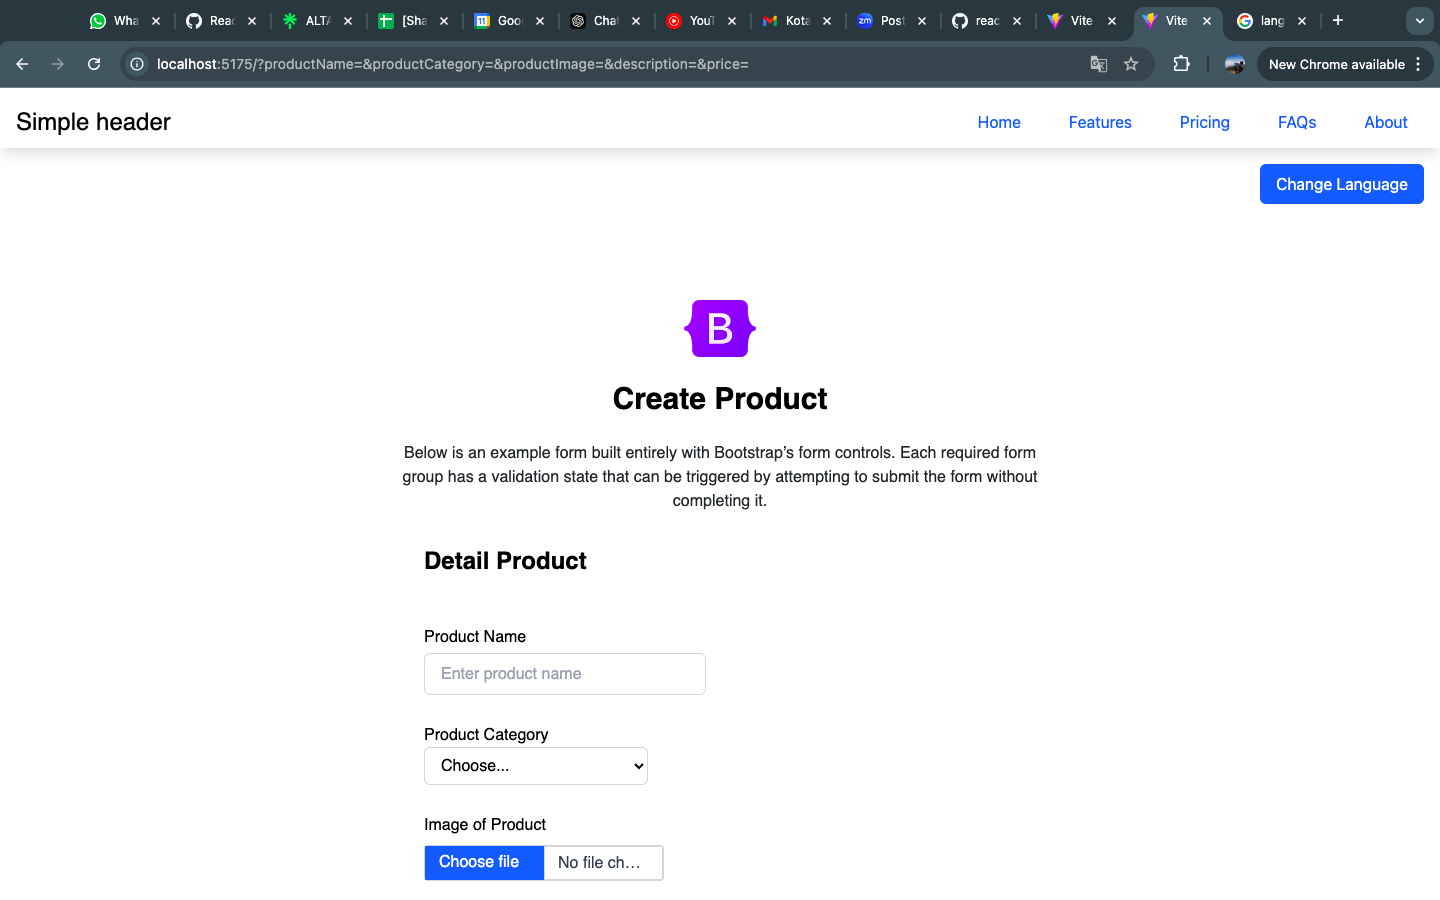 Wha
Reac
ALTA
[Sha
11
Goo
Chat
YouT
Kota
zm
Post
reac
Vite
Vite
lang
localhost:5175/?productName=&productCategory=&productImage=&description=&price=
New Chrome available
Simple header
Home
Features
Pricing
FAQs
About
Change Language
B
Create Product
Below is an example form built entirely with Bootstrap’s form controls. Each required form
group has a validation state that can be triggered by attempting to submit the form without
completing it.
Detail Product
Product Name
Enter product name
Product Category
Choose...
Image of Product
Choose file
No file ch…